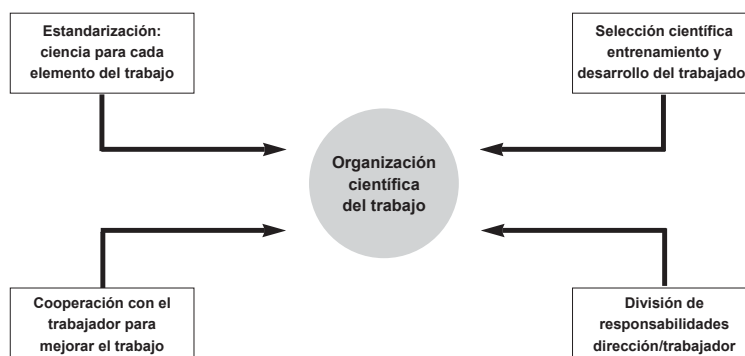 Estandarización:
ciencia para cada
elemento del trabajo
Selección científica
entrenamiento y
desarrollo del trabajador
Organización
científica
del trabajo
Cooperación con el
trabajador para
mejorar el trabajo
División de
responsabilidades
dirección/trabajador